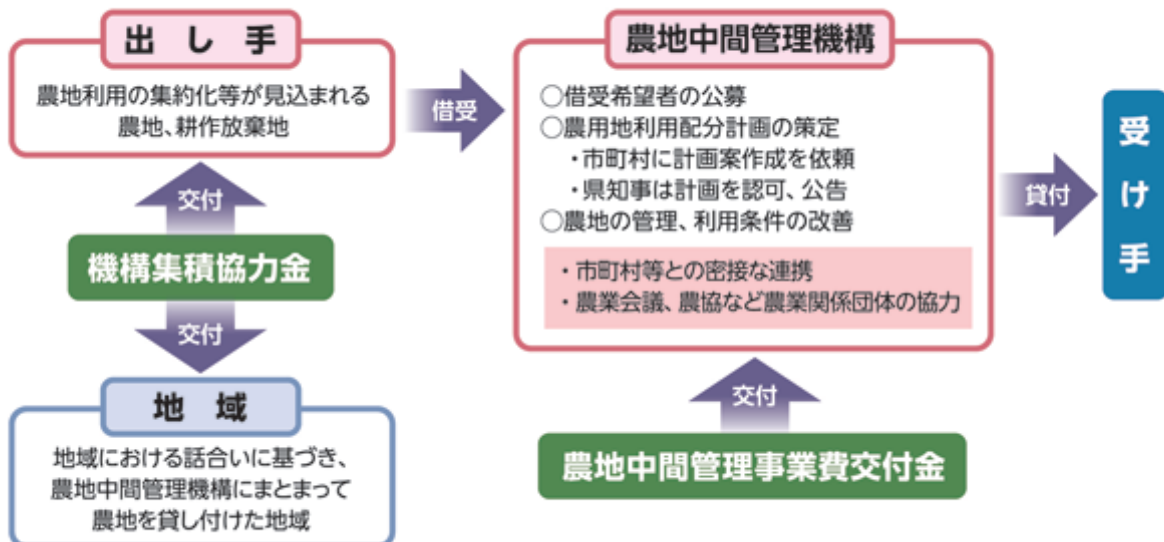 出し手
農地利用の集約化等が見込まれる
農地、耕作放棄地
借受
交付
機構集積協力金
交付
地域
地域における話合いに基づき、
農地中間管理機構にまとまって
農地を貸し付けた地域
農地中間管理機構
○借受希望者の公募
○農用地利用配分計画の策定
・市町村に計画案作成を依頼
・県知事は計画を認可、公告
○農地の管理、利用条件の改善
・市町村等との密接な連携
・農業会議、農協など農業関係団体の協力
交付
農地中間管理事業費交付金
貸付
受け手